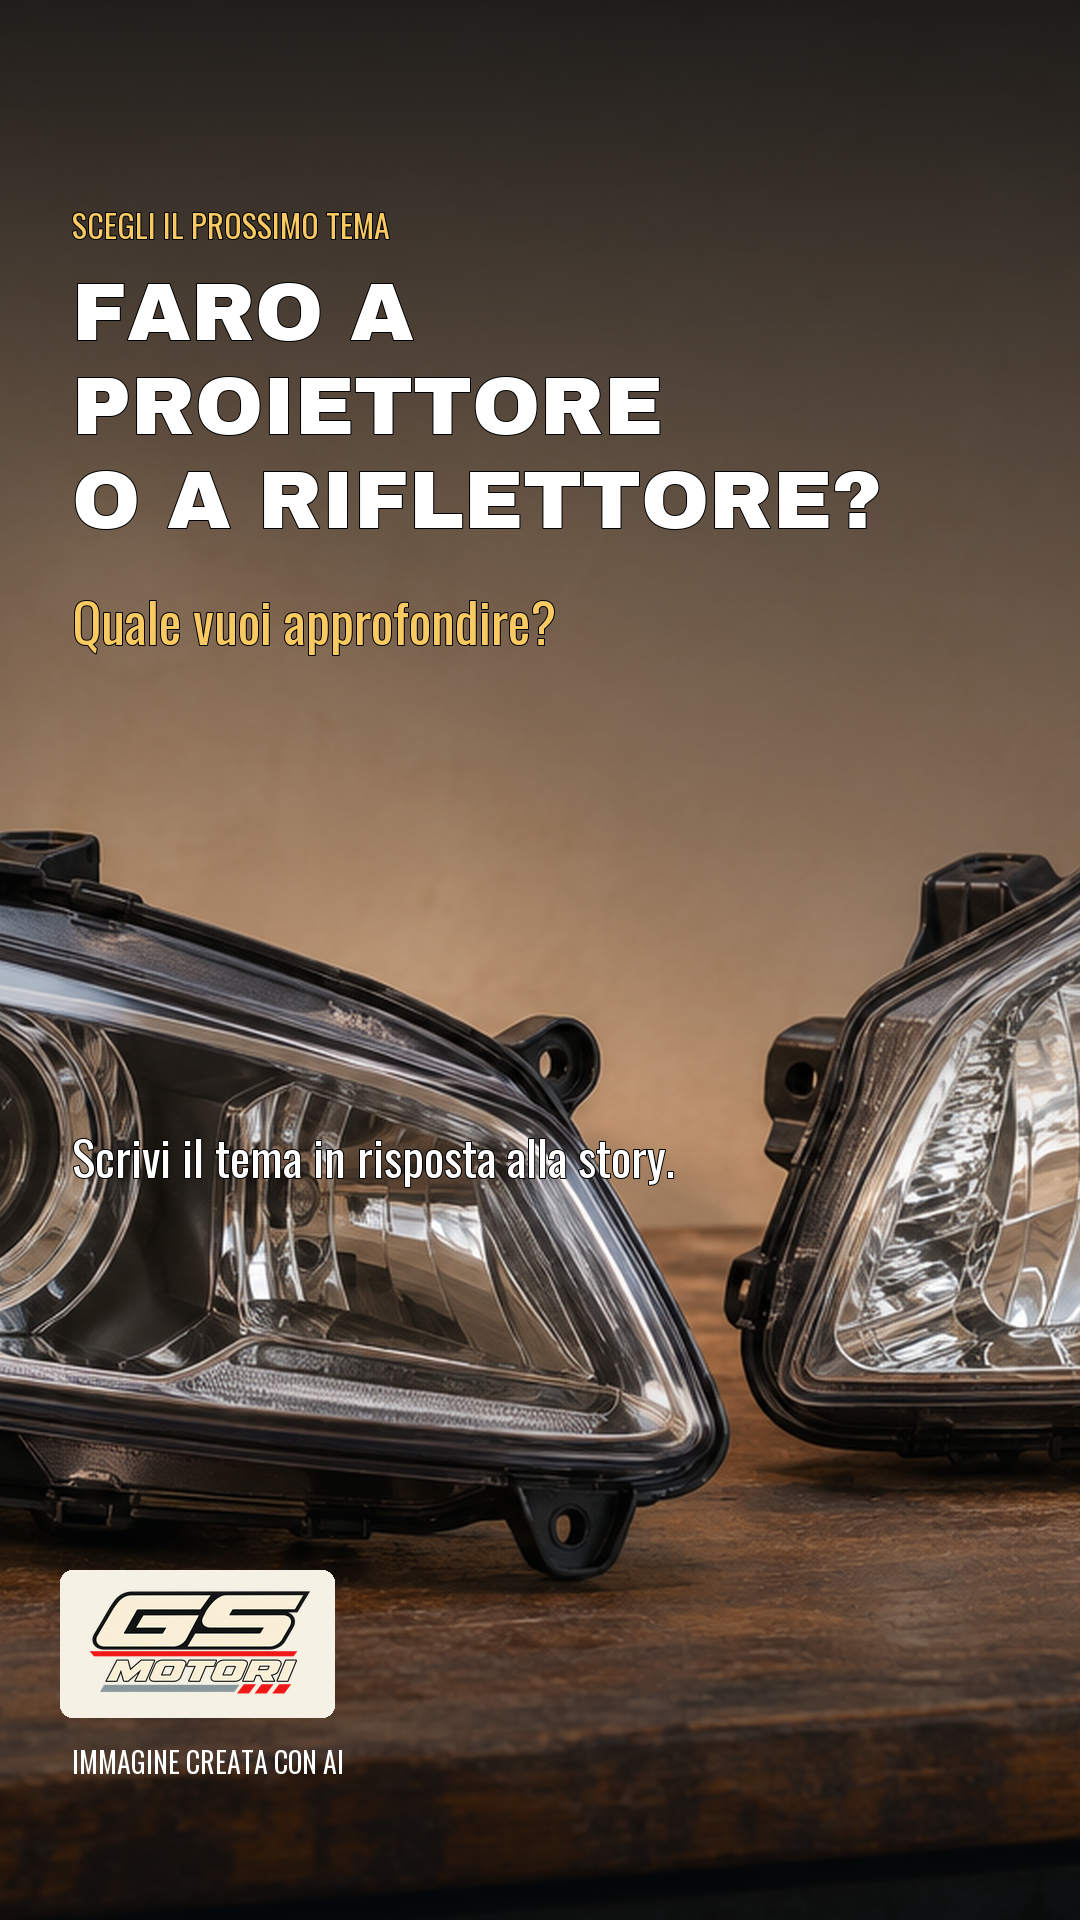 SCEGLI IL PROSSIMO TEMA
FARO A
PROIETTORE
O A RIFLETTORE?
Quale vuoi approfondire?
Scrivi il tema in risposta alla story.
GS
MOTORI
IMMAGINE CREATA CON AI